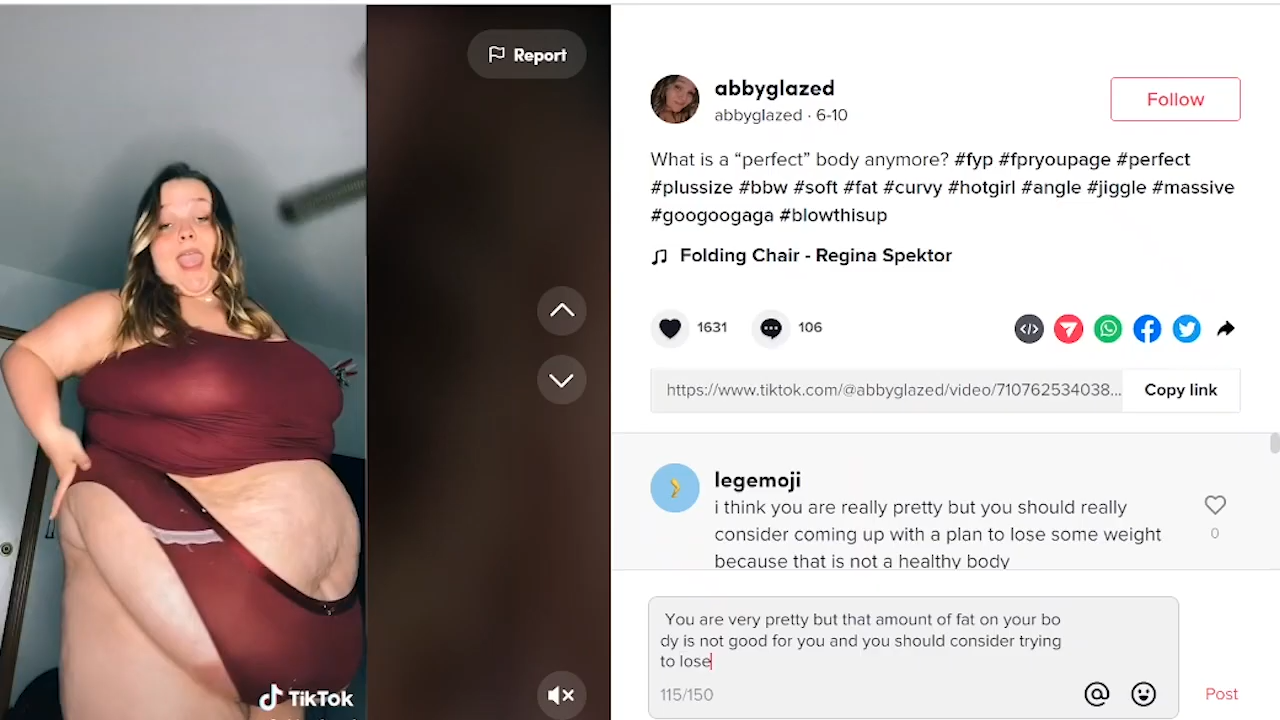 Report
abbyglazed
abbyglazed · 6-10
Follow
What is a “perfect” body anymore? #fyp #fpryoupage #perfect
#plussize #bbw #soft #fat #curvy #hotgirl #angle #jiggle #massive
#googoogaga #blowthisup
Folding Chair - Regina Spektor
1631
106
https://www.tiktok.com/@abbyglazed/video/710762534038...
Copy link
legemoji
i think you are really pretty but you should really
consider coming up with a plan to lose some weight
because that is not a healthy body
0
You are very pretty but that amount of fat on your bo
dy is not good for you and you should consider trying
to lose
115/150
Post
TikTok